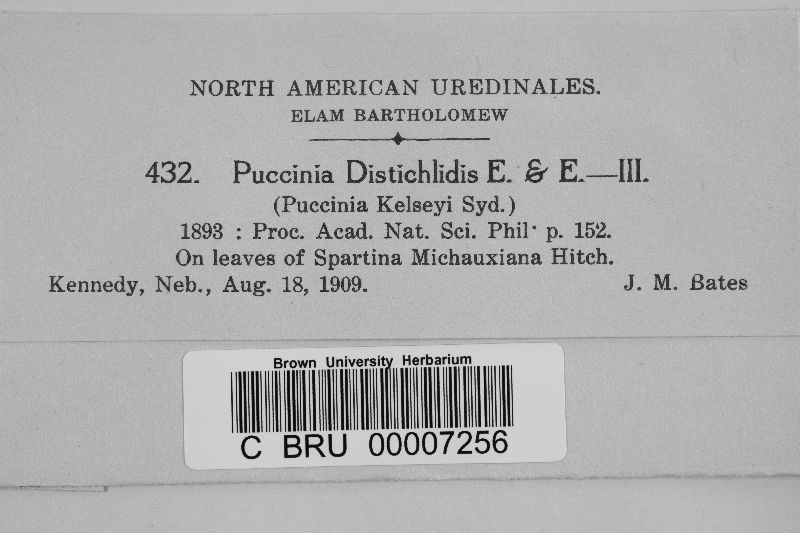 NORTH AMERICAN UREDINALES.
ELAM BARTHOLOMEW
432. Puccinia Distichlidis E. & E.—III.
(Puccinia Kelseyi Syd.)
1893 : Proc. Acad. Nat. Sci. Phil· p. 152.
On leaves of Spartina Michauxiana Hitch.
Kennedy, Neb., Aug. 18, 1909. J. M. Bates
Brown University Herbarium
C BRU 00007256